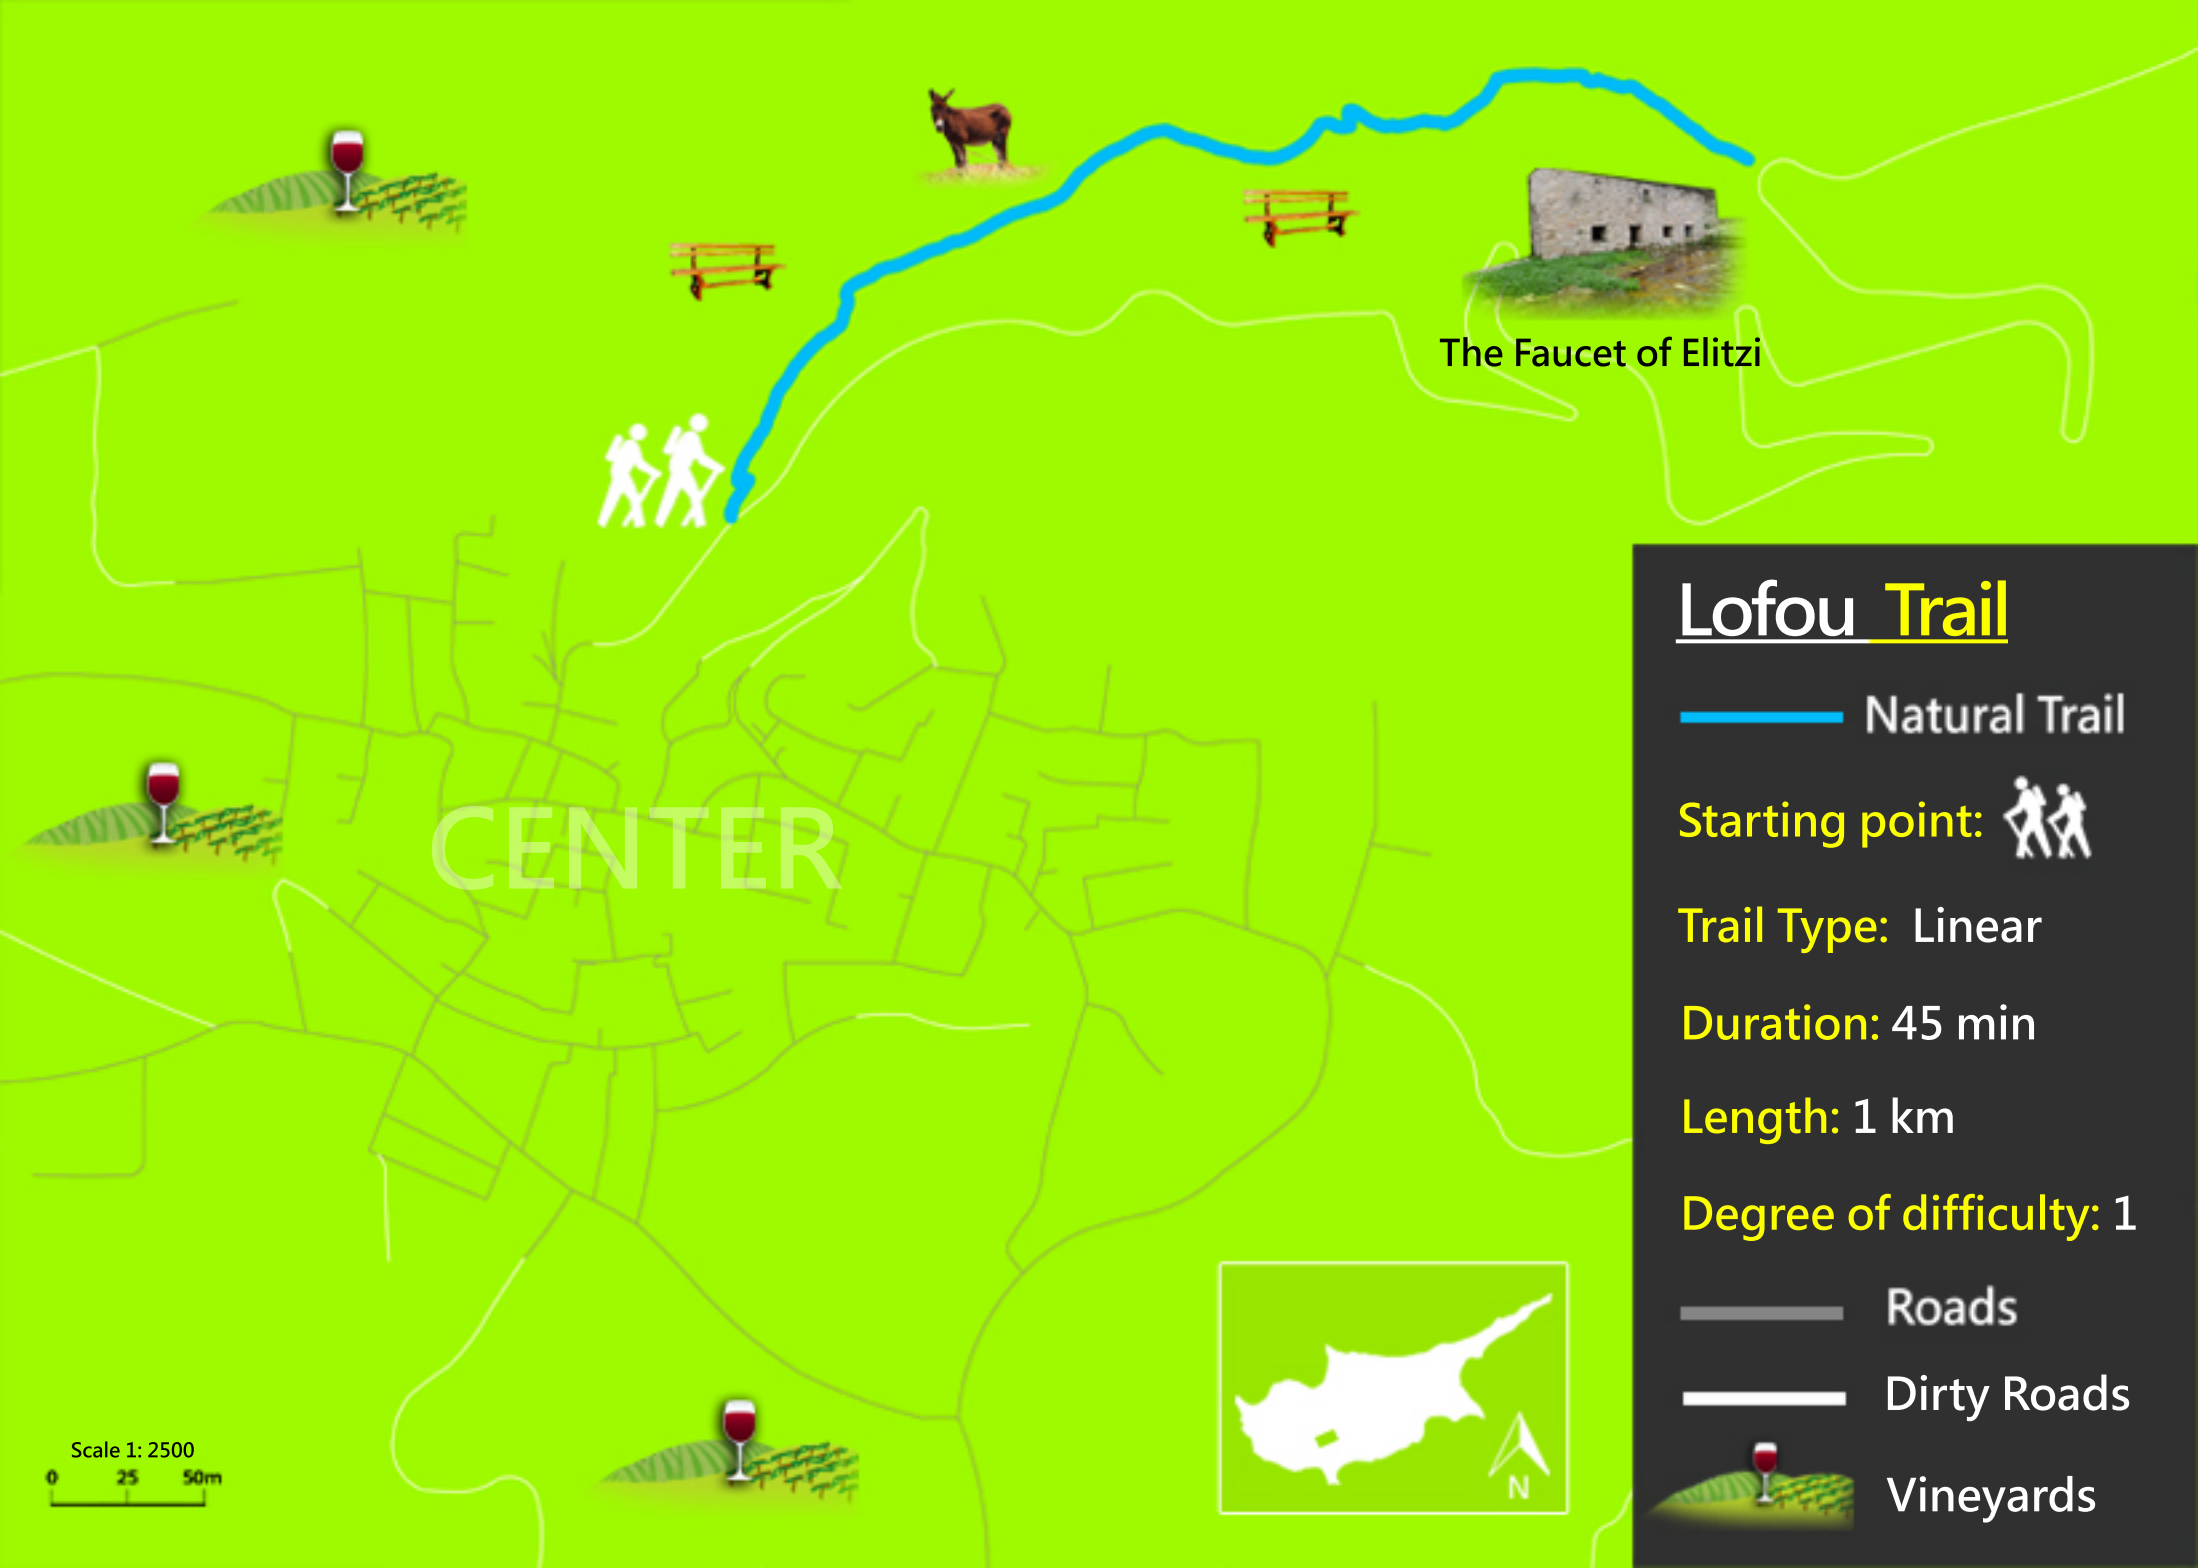 The Faucet of Elitzi
CENTER
Lofou Trail
Natural Trail
Starting point:
Trail Type: Linear
Duration: 45 min
Length: 1 km
Degree of difficulty: 1
Roads
Dirty Roads
Vineyards
Scale 1: 2500
0 25 50m
N